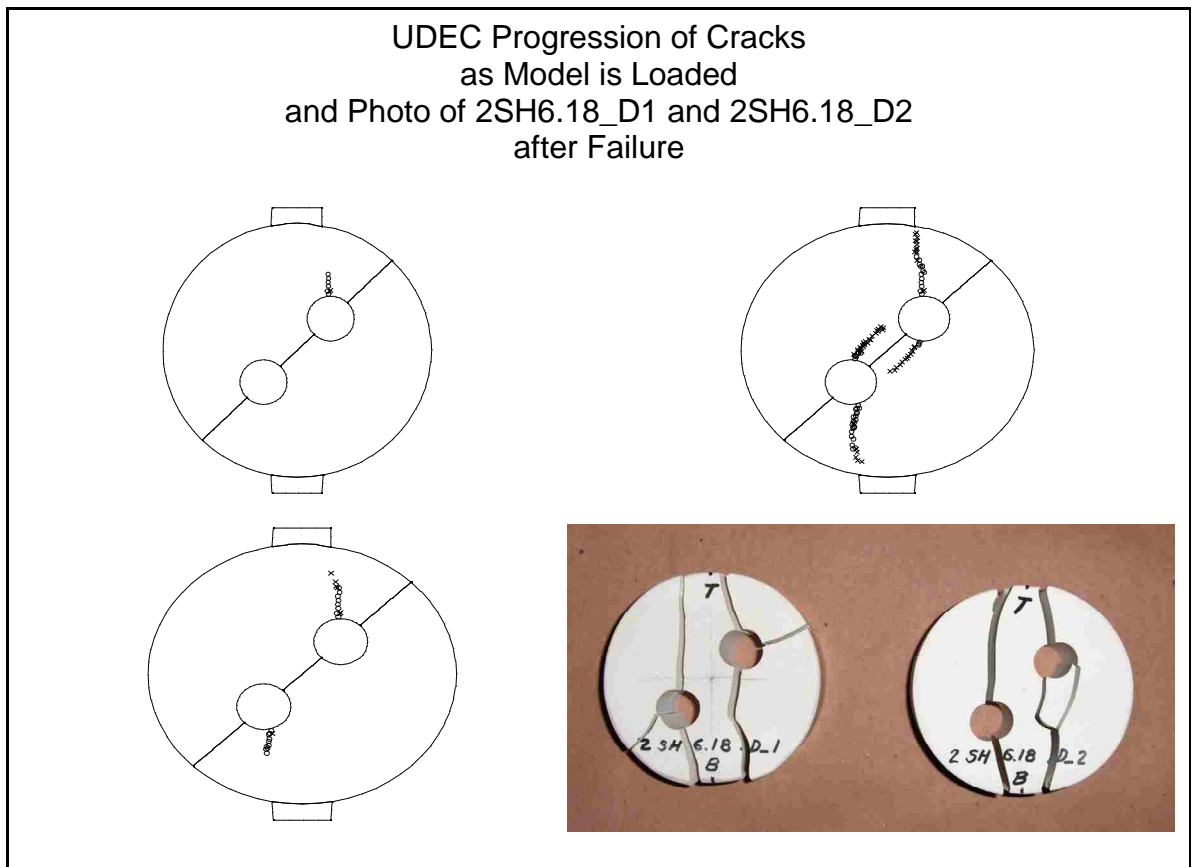 UDEC Progression of Cracks
as Model is Loaded
and Photo of 2SH6.18_D1 and 2SH6.18_D2
after Failure
T
2 SH 6.18 .D_1
B
T
2 SH 6.18 .D_2
B